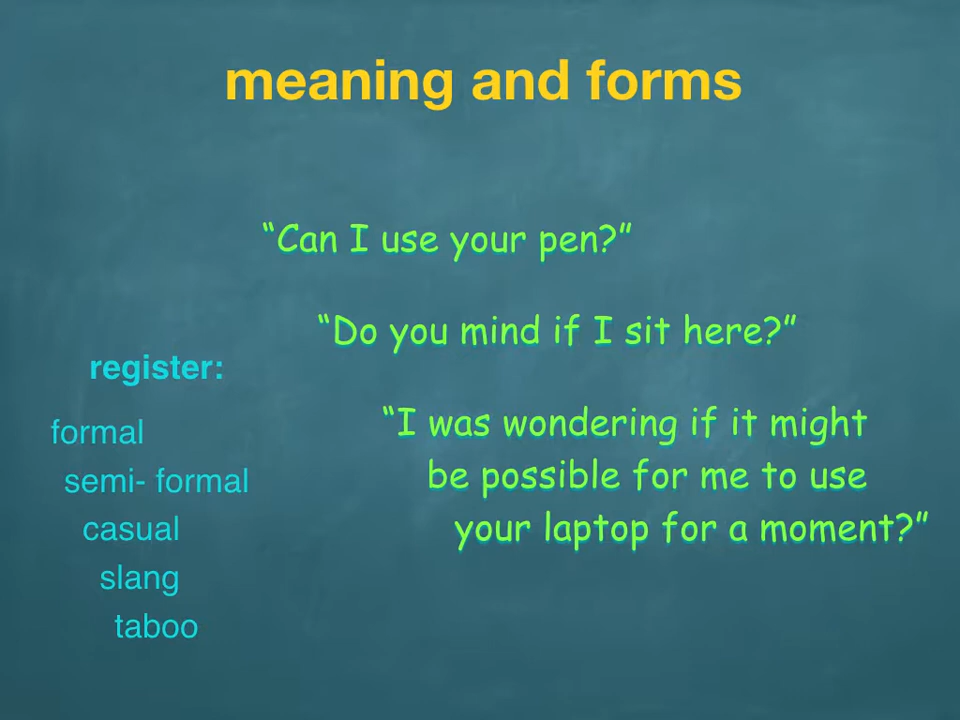 meaning and forms
“Can I use your pen?”
“Do you mind if I sit here?”
“I was wondering if it might
be possible for me to use
your laptop for a moment?”
register:
formal
semi- formal
casual
slang
taboo